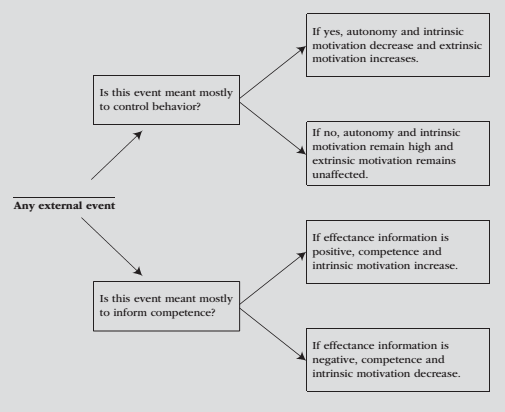 If yes, autonomy and intrinsic
motivation decrease and extrinsic
motivation increases.
Is this event meant mostly
to control behavior?
If no, autonomy and intrinsic
motivation remain high and
extrinsic motivation remains
unaffected.
Any external event
If effectance information is
positive, competence and
intrinsic motivation increase.
Is this event meant mostly
to inform competence?
If effectance information is
negative, competence and
intrinsic motivation decrease.